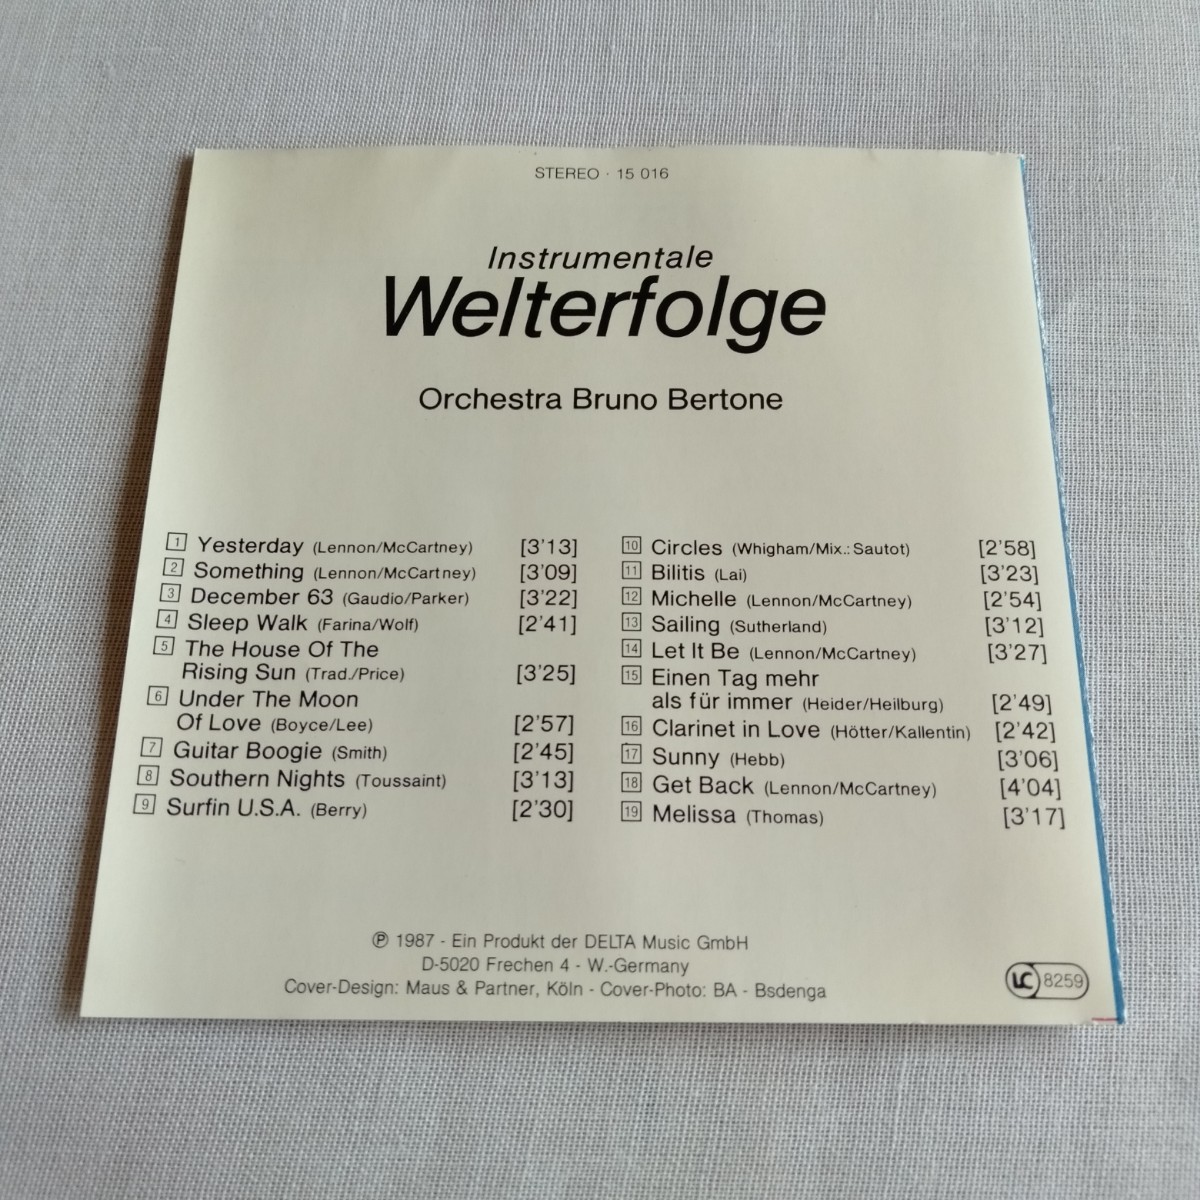 STEREO · 15 016
Instrumentale
Welterfolge
Orchestra Bruno Bertone
1 Yesterday (Lennon/McCartney) [3'13]
2 Something (Lennon/McCartney) [3'09]
3 December 63 (Gaudio/Parker) [3'22]
4 Sleep Walk (Farina/Wolf) [2'41]
5 The House Of The
Rising Sun (Trad./Price) [3'25]
6 Under The Moon
Of Love (Boyce/Lee) [2'57]
7 Guitar Boogie (Smith) [2'45]
8 Southern Nights (Toussaint) [3'13]
9 Surfin U.S.A. (Berry) [2'30]
10 Circles (Whigham/Mix.: Sautot) [2'58]
11 Bilitis (Lai) [3'23]
12 Michelle (Lennon/McCartney) [2'54]
13 Sailing (Sutherland) [3'12]
14 Let It Be (Lennon/McCartney) [3'27]
15 Einen Tag mehr
als für immer (Heider/Heilburg) [2'49]
16 Clarinet in Love (Hötter/Kallentin) [2'42]
17 Sunny (Hebb) [3'06]
18 Get Back (Lennon/McCartney) [4'04]
19 Melissa (Thomas) [3'17]
℗ 1987 - Ein Produkt der DELTA Music GmbH
D-5020 Frechen 4 - W.-Germany
Cover-Design: Maus & Partner, Köln - Cover-Photo: BA - Bsdenga
LC 8259